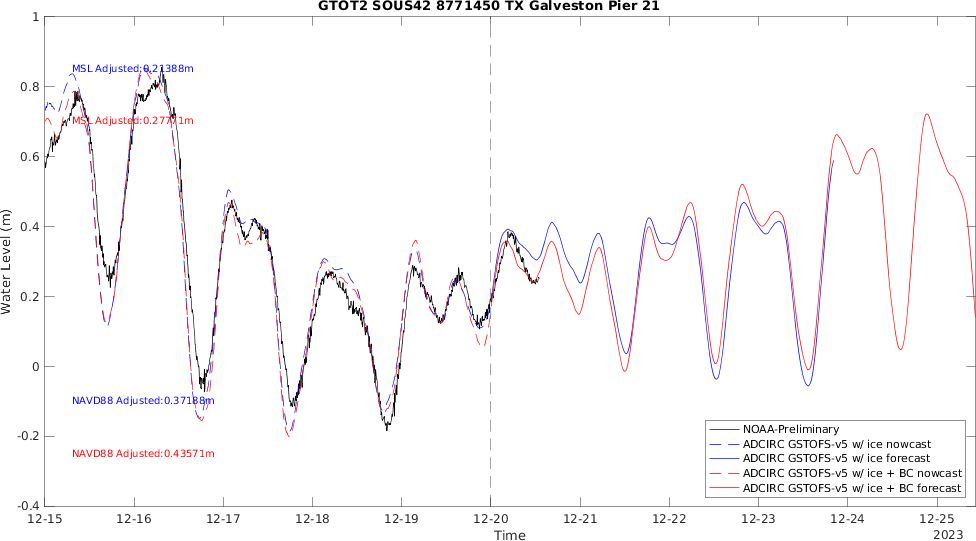 GTOT2 SOUS42 8771450 TX Galveston Pier 21
1
0.8
0.6
0.4
0.2
0
-0.2
-0.4
Water Level (m)
MSL Adjusted:0.21388m
MSL Adjusted:0.27771m
NAVD88 Adjusted:0.37188m
NAVD88 Adjusted:0.43571m
NOAA-Preliminary
ADCIRC GSTOFS-v5 w/ ice nowcast
ADCIRC GSTOFS-v5 w/ ice forecast
ADCIRC GSTOFS-v5 w/ ice + BC nowcast
ADCIRC GSTOFS-v5 w/ ice + BC forecast
12-15 12-16 12-17 12-18 12-19 12-20 12-21 12-22 12-23 12-24 12-25
Time
2023